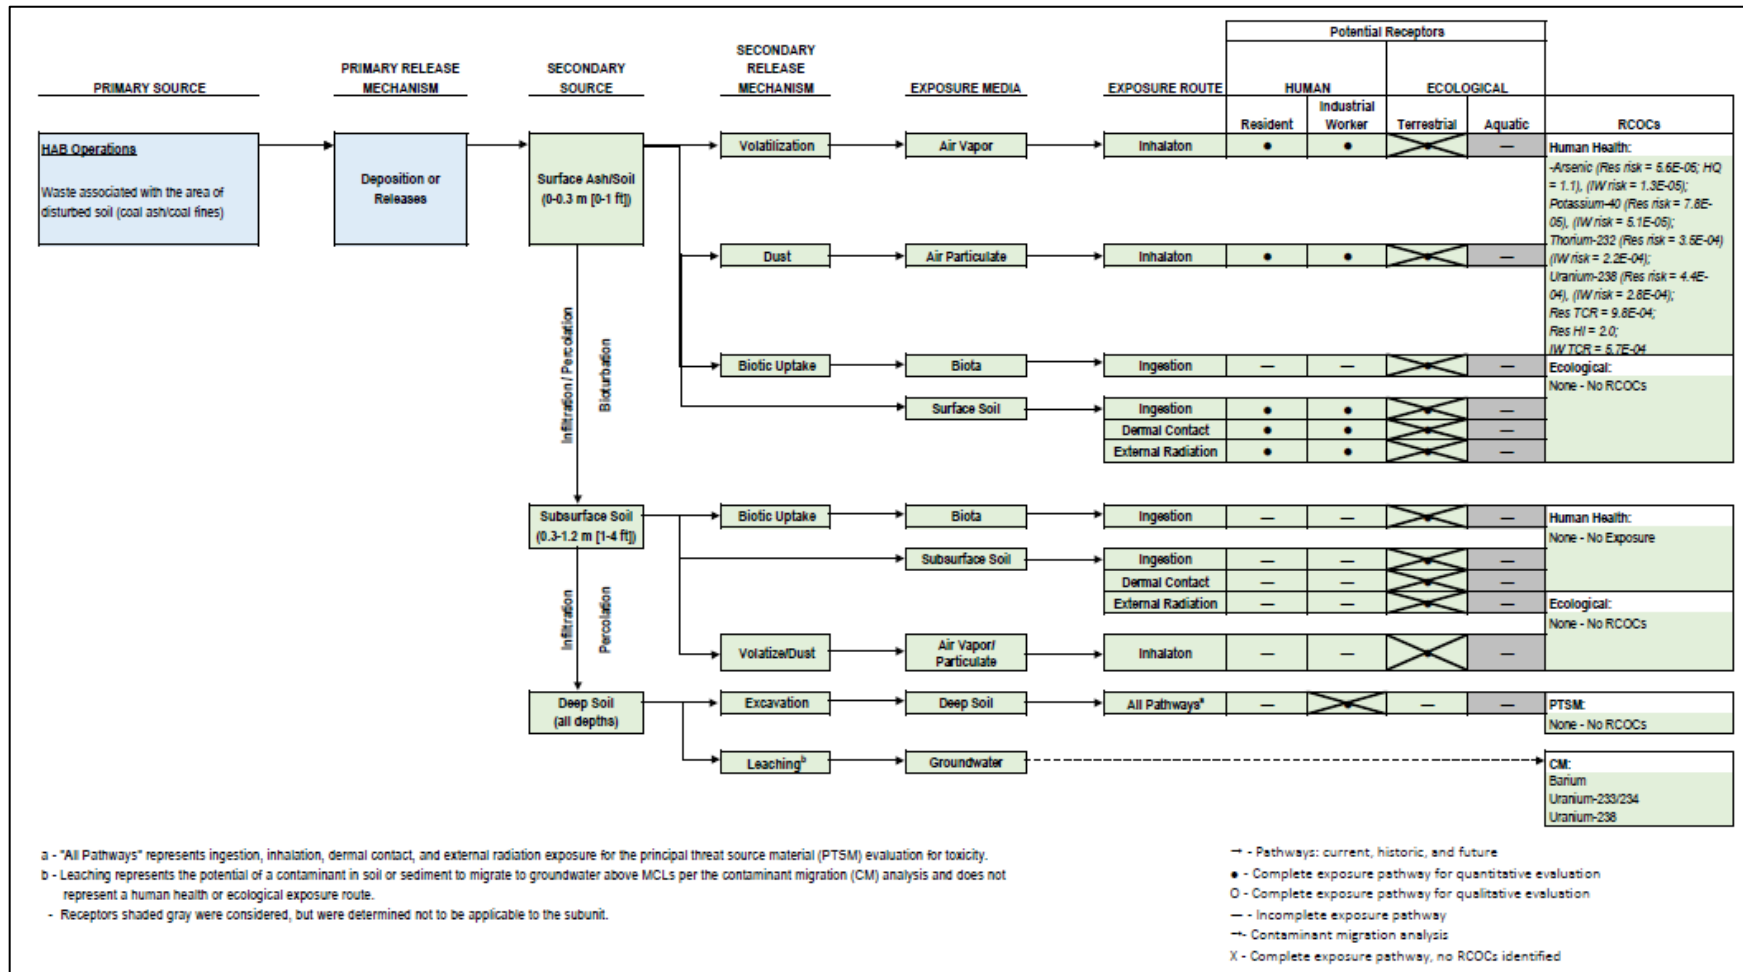 Potential Receptors
PRIMARY SOURCE
PRIMARY RELEASE
MECHANISM
SECONDARY
SOURCE
SECONDARY
RELEASE
MECHANISM
EXPOSURE MEDIA
EXPOSURE ROUTE
HUMAN
ECOLOGICAL
Resident
Industrial
Worker
Terrestrial
Aquatic
RCOCs
HAB Operations
Waste associated with the area of
disturbed soil (coal ash/coal fines)
Deposition or
Releases
Surface Ash/Soil
(0-0.3 m [0-1 ft])
Volatilization
Air Vapor
Inhalaton
● ● ● —
Dust
Air Particulate
Inhalaton
● ● ● —
Biotic Uptake
Biota
Ingestion
— — ● —
Surface Soil
Ingestion
● ● ● —
Dermal Contact
● ● ● —
External Radiation
● ● ● —
Human Health:
-Arsenic (Res risk = 5.6E-05; HQ
= 1.1), (IW risk = 1.3E-05);
Potassium-40 (Res risk = 7.8E-
05), (IW risk = 5.1E-05);
Thorium-232 (Res risk = 3.5E-04)
(IW risk = 2.2E-04);
Uranium-238 (Res risk = 4.4E-
04), (IW risk = 2.8E-04);
Res TCR = 9.8E-04;
Res HI = 2.0;
IW TCR = 5.7E-04
Ecological:
None - No RCOCs
Infiltration / Percolation
Bioturbation
Subsurface Soil
(0.3-1.2 m [1-4 ft])
Biotic Uptake
Biota
Ingestion
— — ● —
Subsurface Soil
Ingestion
— — ● —
Dermal Contact
— — ● —
External Radiation
— — ● —
Volatize/Dust
Air Vapor/
Particulate
Inhalaton
— — ● —
Human Health:
None - No Exposure
Ecological:
None - No RCOCs
Infiltration
Percolation
Deep Soil
(all depths)
Excavation
Deep Soil
All Pathwaysª
— ● — —
PTSM:
None - No RCOCs
Leachingᵇ
Groundwater
CM:
Barium
Uranium-233/234
Uranium-238
a - "All Pathways" represents ingestion, inhalation, dermal contact, and external radiation exposure for the principal threat source material (PTSM) evaluation for toxicity.
b - Leaching represents the potential of a contaminant in soil or sediment to migrate to groundwater above MCLs per the contaminant migration (CM) analysis and does not
represent a human health or ecological exposure route.
- Receptors shaded gray were considered, but were determined not to be applicable to the subunit.
→ - Pathways: current, historic, and future
● - Complete exposure pathway for quantitative evaluation
O - Complete exposure pathway for qualitative evaluation
— - Incomplete exposure pathway
→- Contaminant migration analysis
X - Complete exposure pathway, no RCOCs identified